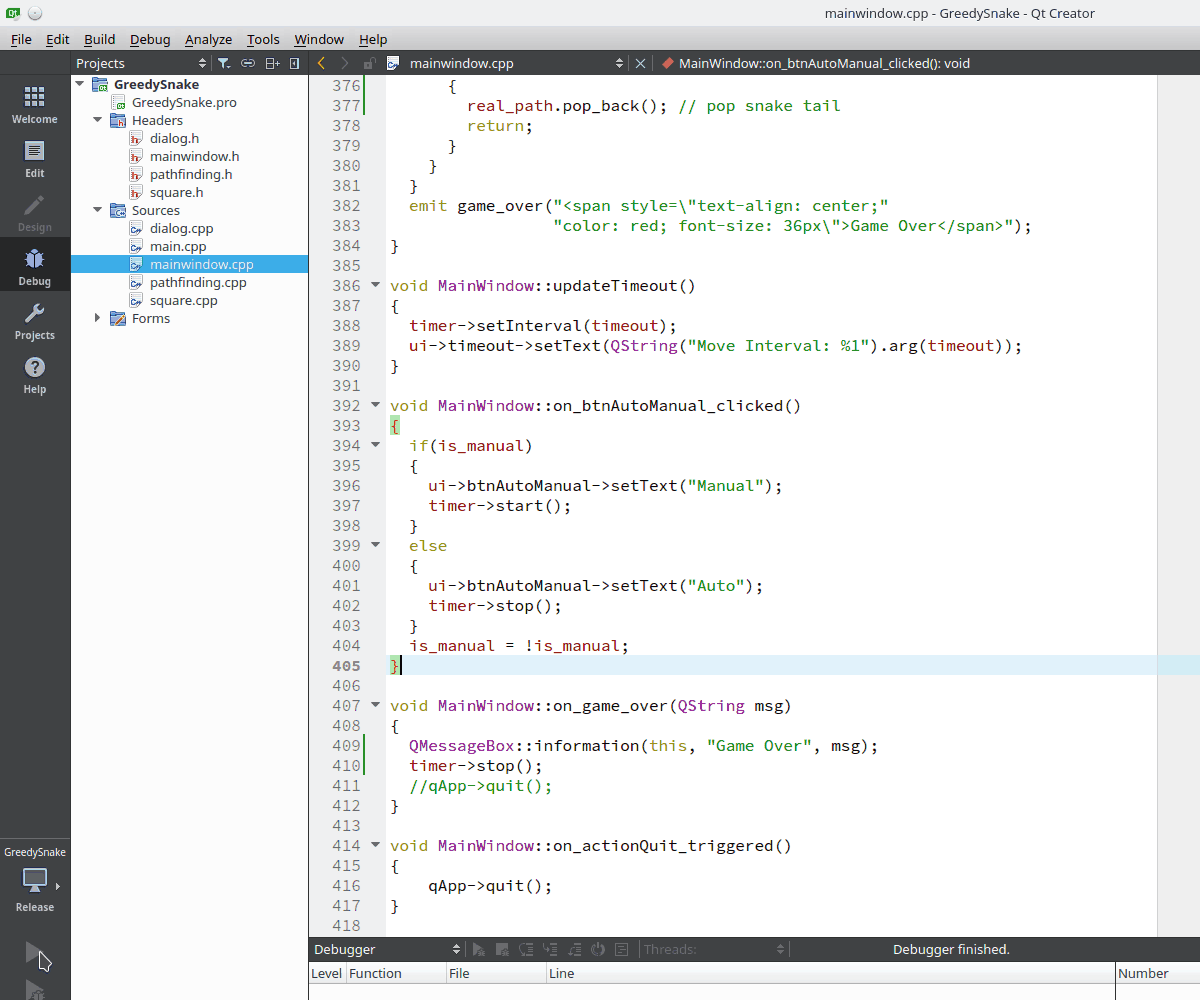 mainwindow.cpp - GreedySnake - Qt Creator
File Edit Build Debug Analyze Tools Window Help
Projects
mainwindow.cpp
MainWindow::on_btnAutoManual_clicked(): void
Welcome
Edit
Design
Debug
Projects
Help
GreedySnake
GreedySnake.pro
Headers
dialog.h
mainwindow.h
pathfinding.h
square.h
Sources
dialog.cpp
main.cpp
mainwindow.cpp
pathfinding.cpp
square.cpp
Forms
376 {
377 real_path.pop_back(); // pop snake tail
378 return;
379 }
380 }
381 }
382 emit game_over("<span style=\"text-align: center;"
383 "color: red; font-size: 36px\">Game Over</span>");
384 }
385
386 void MainWindow::updateTimeout()
387 {
388 timer->setInterval(timeout);
389 ui->timeout->setText(QString("Move Interval: %1").arg(timeout));
390 }
391
392 void MainWindow::on_btnAutoManual_clicked()
393 {
394 if(is_manual)
395 {
396 ui->btnAutoManual->setText("Manual");
397 timer->start();
398 }
399 else
400 {
401 ui->btnAutoManual->setText("Auto");
402 timer->stop();
403 }
404 is_manual = !is_manual;
405 }
406
407 void MainWindow::on_game_over(QString msg)
408 {
409 QMessageBox::information(this, "Game Over", msg);
410 timer->stop();
411 //qApp->quit();
412 }
413
414 void MainWindow::on_actionQuit_triggered()
415 {
416 qApp->quit();
417 }
418
GreedySnake
Release
Debugger
Threads:
Debugger finished.
Level Function File Line Number